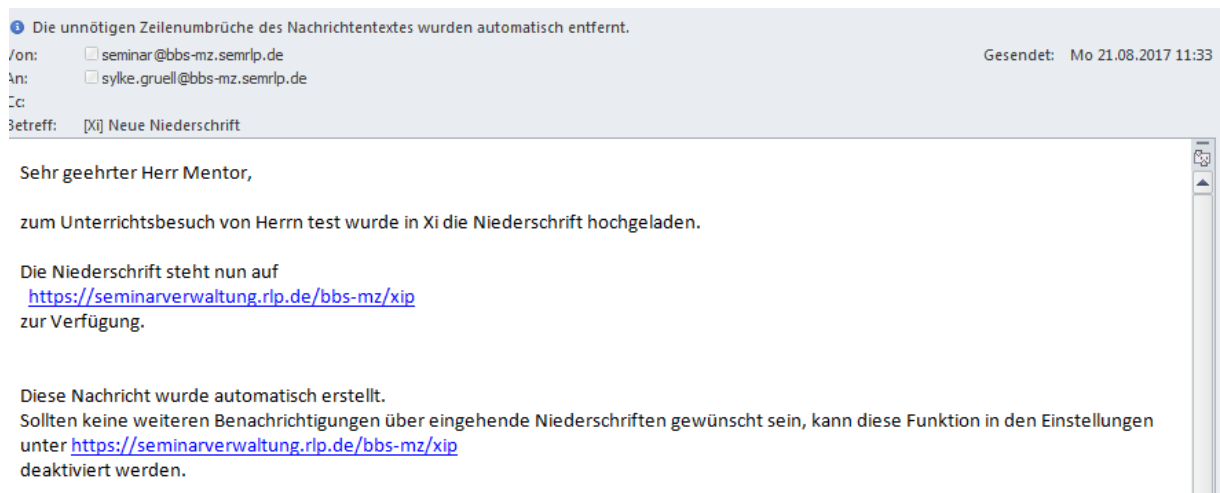 Die unnötigen Zeilenumbrüche des Nachrichtentextes wurden automatisch entfernt.
Von: seminar@bbs-mz.semrlp.de Gesendet: Mo 21.08.2017 11:33
An: sylke.gruell@bbs-mz.semrlp.de
Cc:
Betreff: [Xi] Neue Niederschrift
Sehr geehrter Herr Mentor,
zum Unterrichtsbesuch von Herrn test wurde in Xi die Niederschrift hochgeladen.
Die Niederschrift steht nun auf
https://seminarverwaltung.rlp.de/bbs-mz/xip
zur Verfügung.
Diese Nachricht wurde automatisch erstellt.
Sollten keine weiteren Benachrichtigungen über eingehende Niederschriften gewünscht sein, kann diese Funktion in den Einstellungen
unter https://seminarverwaltung.rlp.de/bbs-mz/xip
deaktiviert werden.